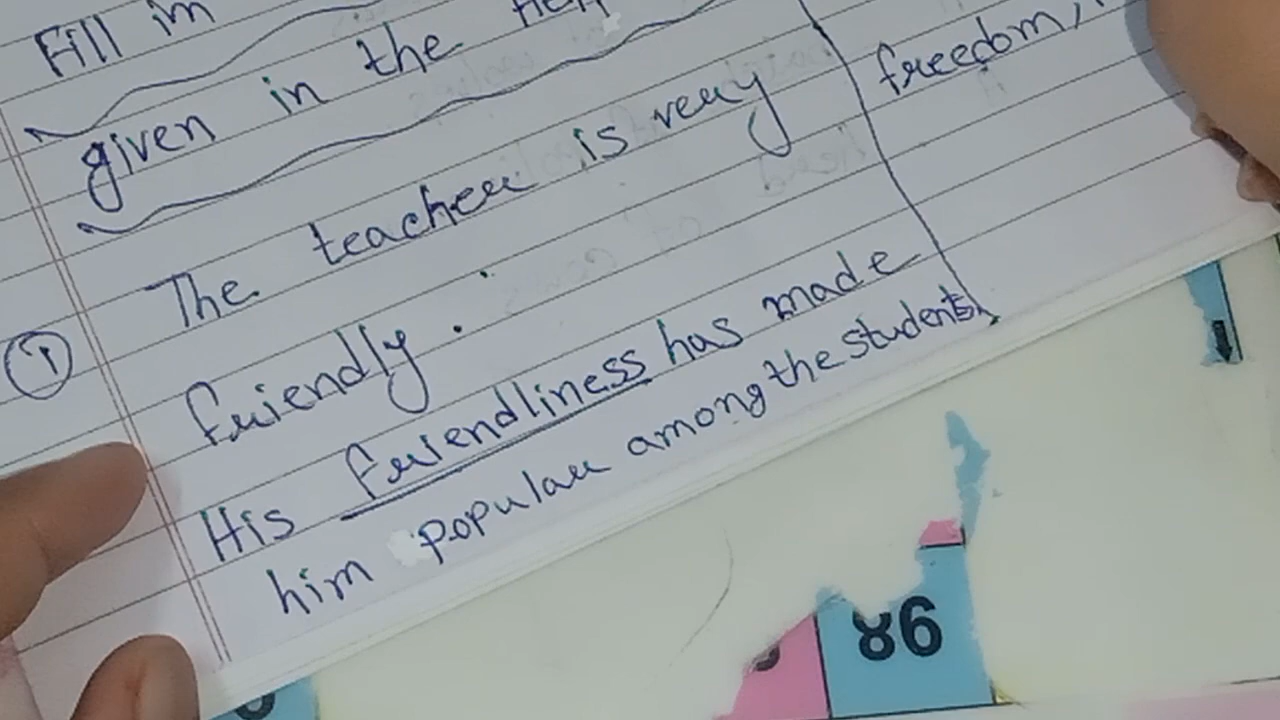 Fill in
given in the
freedom,
The teacher is very
① friendly.
His friendliness has made
him popular among the students
86